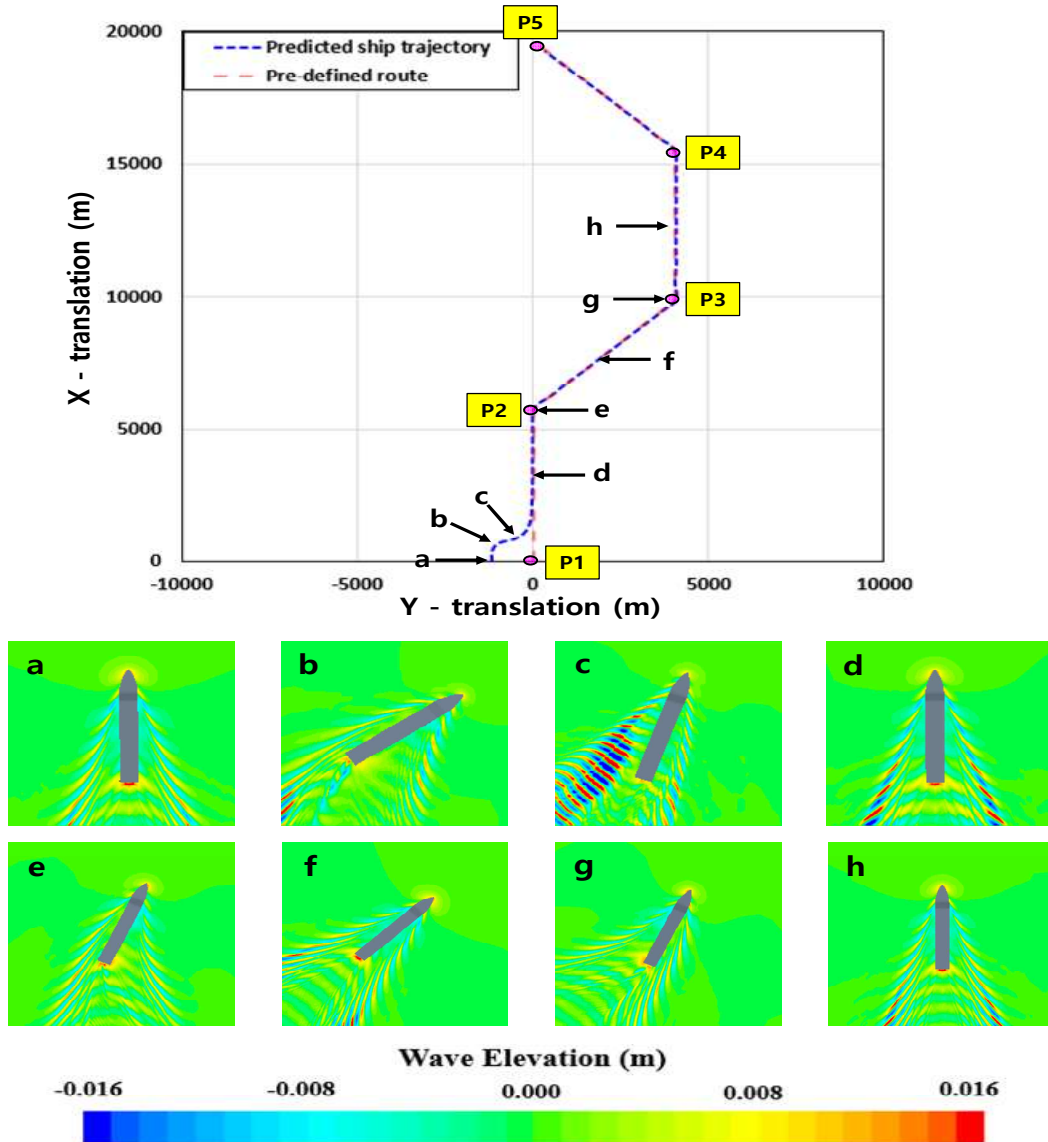 P5
20000
Predicted ship trajectory
Pre-defined route
15000
P4
h
10000
g
P3
f
P2
e
5000
d
c
b
a
P1
0
-10000
-5000
0
5000
10000
X - translation (m)
Y - translation (m)
a
b
c
d
e
f
g
h
Wave Elevation (m)
-0.016
-0.008
0.000
0.008
0.016